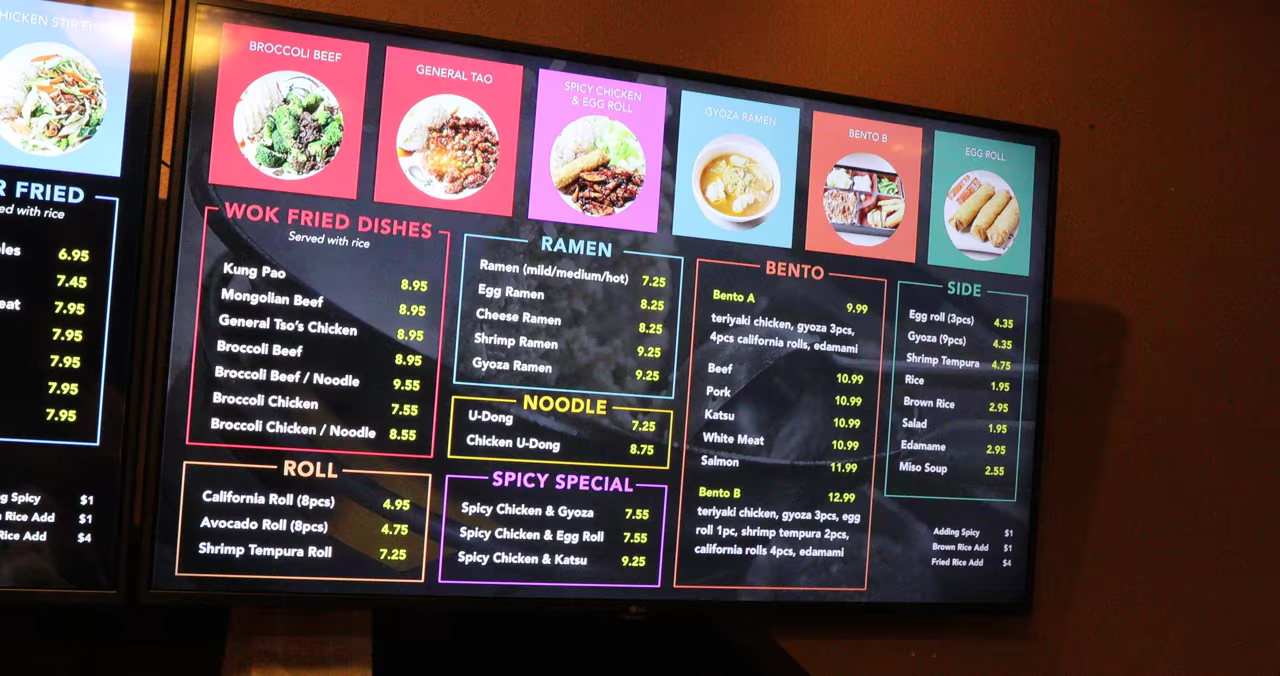 CHICKEN STIR FIRED
R FRIED
ed with rice
les 6.95
7.45
eat 7.95
7.95
7.95
7.95
7.95
g Spicy $1
Rice Add $1
Rice Add $4
BROCCOLI BEEF
GENERAL TAO
SPICY CHICKEN
& EGG ROLL
GYOZA RAMEN
BENTO B
EGG ROLL
WOK FRIED DISHES
Served with rice
Kung Pao 8.95
Mongolian Beef 8.95
General Tso's Chicken 8.95
Broccoli Beef 8.95
Broccoli Beef / Noodle 9.55
Broccoli Chicken 7.55
Broccoli Chicken / Noodle 8.55
ROLL
California Roll (8pcs) 4.95
Avocado Roll (8pcs) 4.75
Shrimp Tempura Roll 7.25
RAMEN
Ramen (mild/medium/hot) 7.25
Egg Ramen 8.25
Cheese Ramen 8.25
Shrimp Ramen 9.25
Gyoza Ramen 9.25
NOODLE
U-Dong 7.25
Chicken U-Dong 8.75
SPICY SPECIAL
Spicy Chicken & Gyoza 7.55
Spicy Chicken & Egg Roll 7.55
Spicy Chicken & Katsu 9.25
BENTO
Bento A 9.99
teriyaki chicken, gyoza 3pcs,
4pcs california rolls, edamami
Beef 10.99
Pork 10.99
Katsu 10.99
White Meat 10.99
Salmon 11.99
Bento B 12.99
teriyaki chicken, gyoza 3pcs, egg
roll 1pc, shrimp tempura 2pcs,
california rolls 4pcs, edamami
SIDE
Egg roll (3pcs) 4.35
Gyoza (9pcs) 4.35
Shrimp Tempura 4.75
Rice 1.95
Brown Rice 2.95
Salad 1.95
Edamame 2.95
Miso Soup 2.55
Adding Spicy $1
Brown Rice Add $1
Fried Rice Add $4
LG